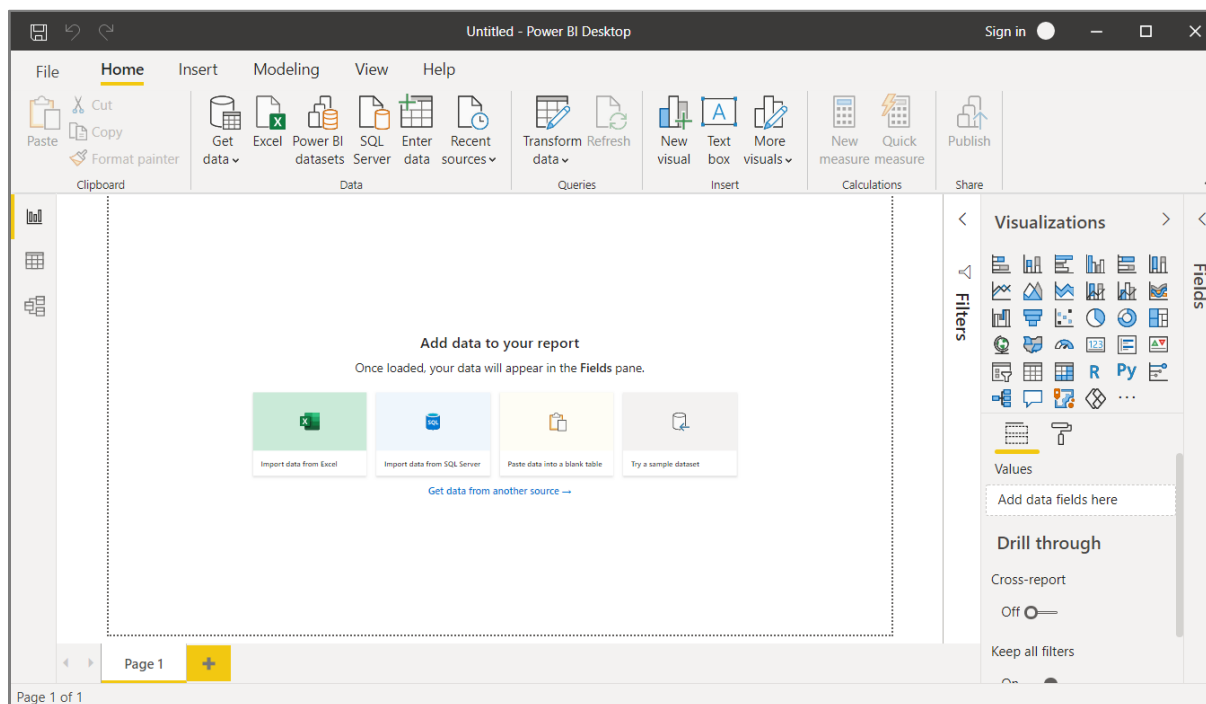 Untitled - Power BI Desktop
Sign in
File Home Insert Modeling View Help
Paste
Cut
Copy
Format painter
Clipboard
Get data
Excel
Power BI datasets
SQL Server
Enter data
Recent sources
Data
Transform data
Refresh
Queries
New visual
Text box
More visuals
Insert
New measure
Quick measure
Calculations
Publish
Share
Add data to your report
Once loaded, your data will appear in the Fields pane.
Import data from Excel
SQL
Import data from SQL Server
Paste data into a blank table
Try a sample dataset
Get data from another source →
Filters
Visualizations
123
R
Py
Values
Add data fields here
Drill through
Cross-report
Off
Keep all filters
On
Fields
Page 1
Page 1 of 1